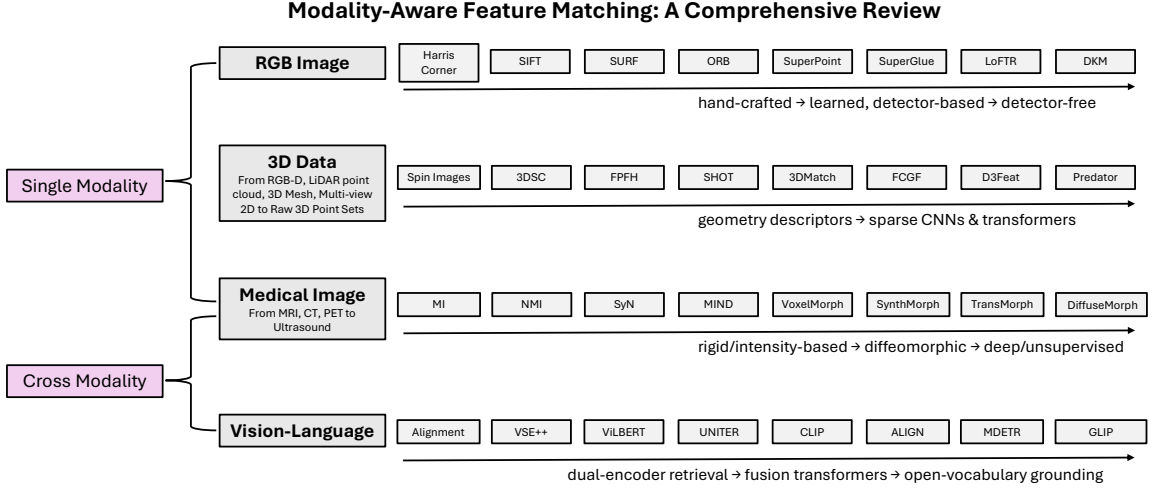 Modality-Aware Feature Matching: A Comprehensive Review
RGB Image
Harris
Corner
SIFT
SURF
ORB
SuperPoint
SuperGlue
LoFTR
DKM
hand-crafted → learned, detector-based → detector-free
Single Modality
3D Data
From RGB-D, LiDAR point
cloud, 3D Mesh, Multi-view
2D to Raw 3D Point Sets
Spin Images
3DSC
FPFH
SHOT
3DMatch
FCGF
D3Feat
Predator
geometry descriptors → sparse CNNs & transformers
Medical Image
From MRI, CT, PET to
Ultrasound
MI
NMI
SyN
MIND
VoxelMorph
SynthMorph
TransMorph
DiffuseMorph
rigid/intensity-based → diffeomorphic → deep/unsupervised
Cross Modality
Vision-Language
Alignment
VSE++
ViLBERT
UNITER
CLIP
ALIGN
MDETR
GLIP
dual-encoder retrieval → fusion transformers → open-vocabulary grounding